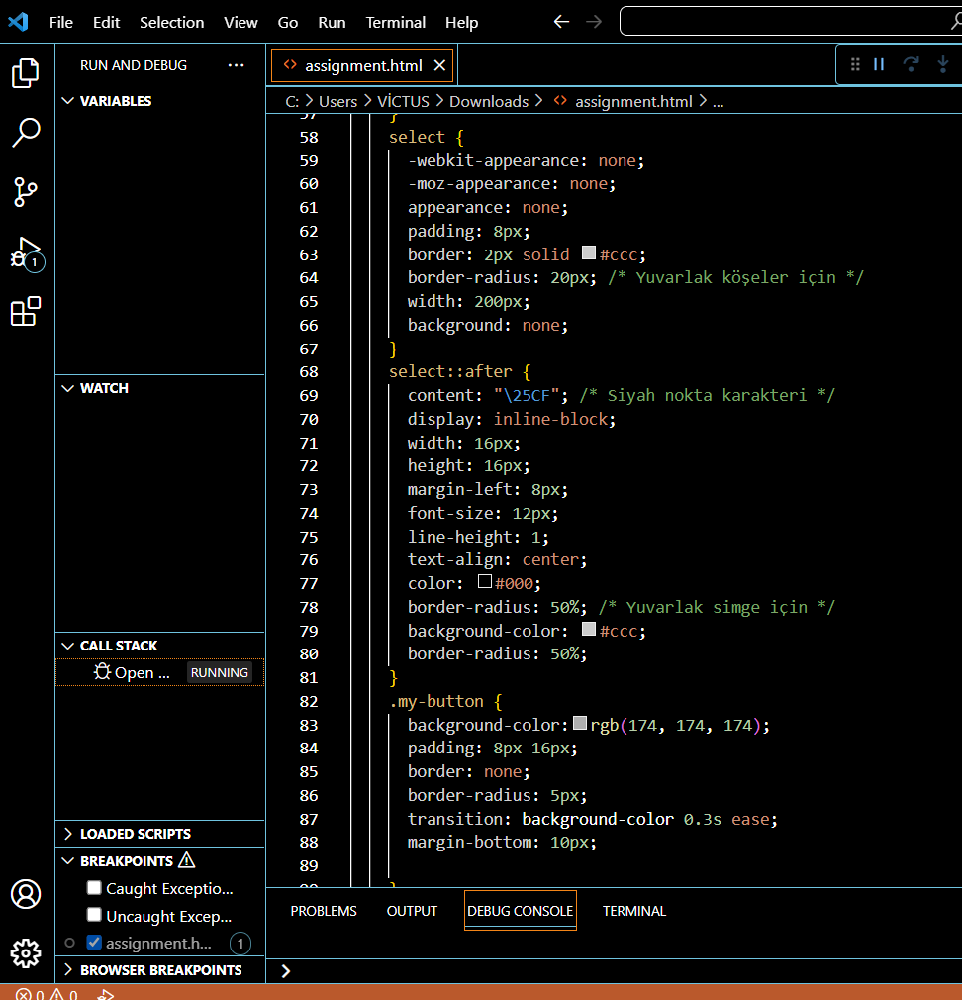 File Edit Selection View Go Run Terminal Help
RUN AND DEBUG ...
assignment.html
VARIABLES
C: > Users > VİCTUS > Downloads > assignment.html > ...
57 }
58 select {
59 -webkit-appearance: none;
60 -moz-appearance: none;
61 appearance: none;
62 padding: 8px;
63 border: 2px solid #ccc;
64 border-radius: 20px; /* Yuvarlak köşeler için */
65 width: 200px;
66 background: none;
67 }
68 select::after {
69 content: "\25CF"; /* Siyah nokta karakteri */
70 display: inline-block;
71 width: 16px;
72 height: 16px;
73 margin-left: 8px;
74 font-size: 12px;
75 line-height: 1;
76 text-align: center;
77 color: #000;
78 border-radius: 50%; /* Yuvarlak simge için */
79 background-color: #ccc;
80 border-radius: 50%;
81 }
82 .my-button {
83 background-color: rgb(174, 174, 174);
84 padding: 8px 16px;
85 border: none;
86 border-radius: 5px;
87 transition: background-color 0.3s ease;
88 margin-bottom: 10px;
89
1
WATCH
CALL STACK
Open ... RUNNING
LOADED SCRIPTS
BREAKPOINTS
Caught Exceptio...
Uncaught Excep...
assignment.h... 1
BROWSER BREAKPOINTS
PROBLEMS OUTPUT DEBUG CONSOLE TERMINAL
>
0 0